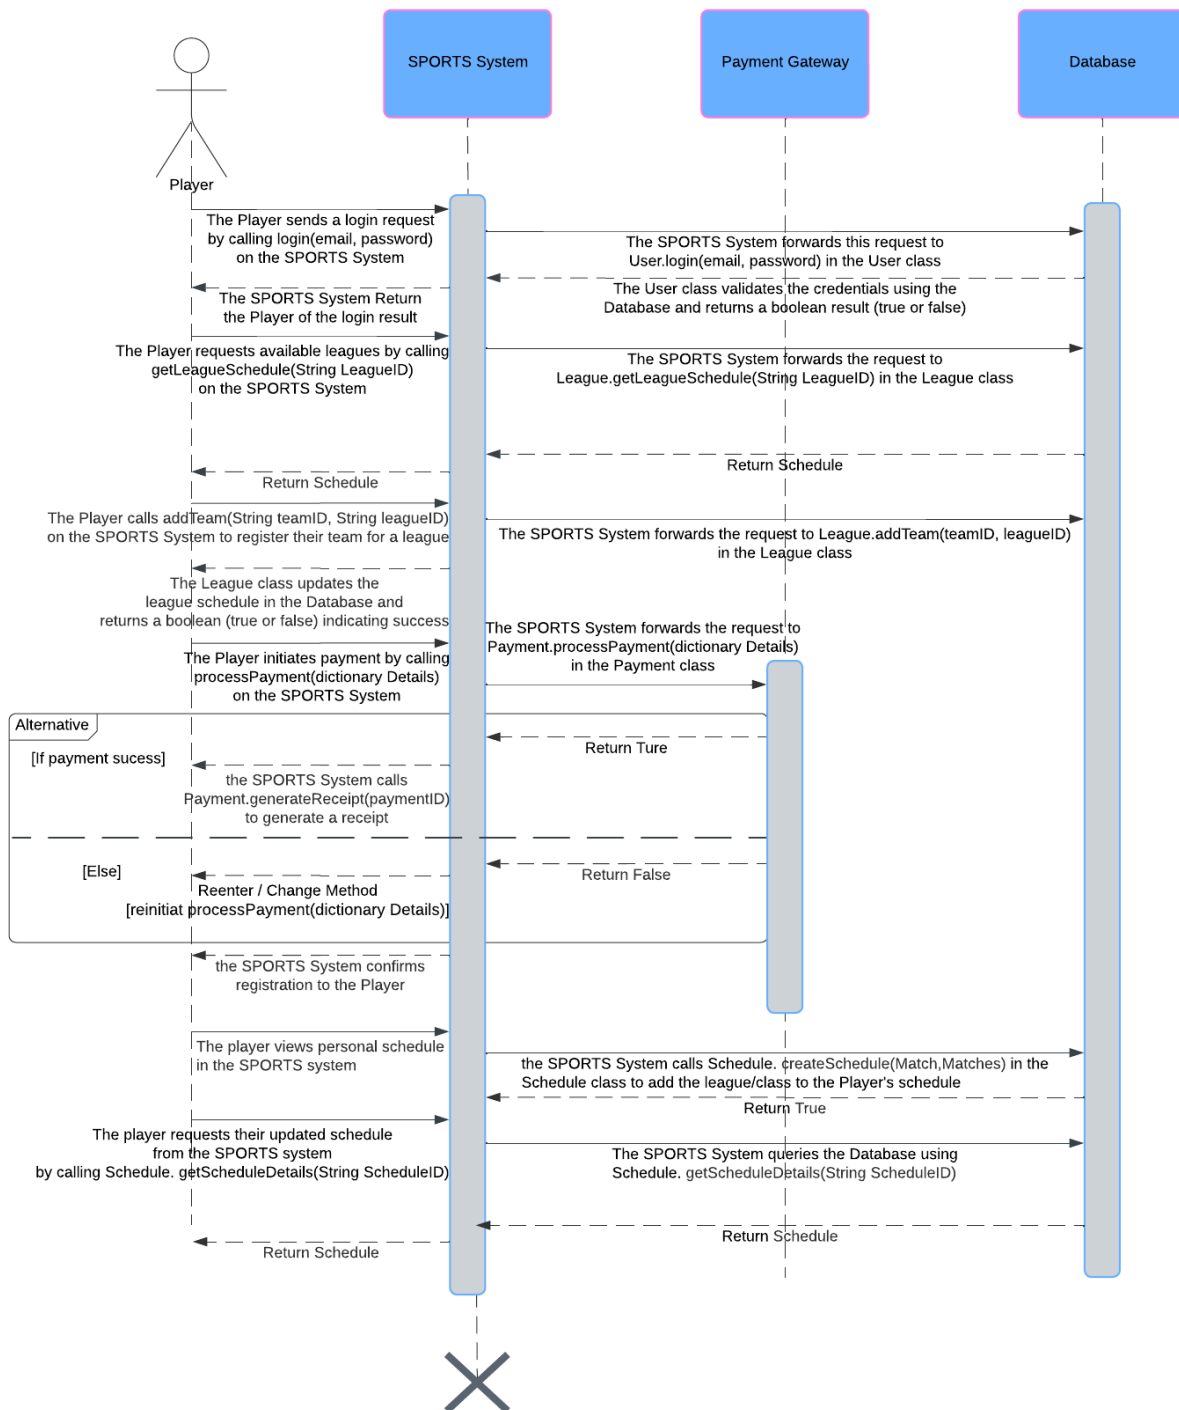 SPORTS System
Payment Gateway
Database
Player
The Player sends a login request
by calling login(email, password)
on the SPORTS System
The SPORTS System forwards this request to
User.login(email, password) in the User class
The User class validates the credentials using the
Database and returns a boolean result (true or false)
The SPORTS System Return
the Player of the login result
The Player requests available leagues by calling
getLeagueSchedule(String LeagueID)
on the SPORTS System
The SPORTS System forwards the request to
League.getLeagueSchedule(String LeagueID) in the League class
Return Schedule
Return Schedule
The Player calls addTeam(String teamID, String leagueID)
on the SPORTS System to register their team for a league
The SPORTS System forwards the request to League.addTeam(teamID, leagueID)
in the League class
The League class updates the
league schedule in the Database and
returns a boolean (true or false) indicating success
The SPORTS System forwards the request to
Payment.processPayment(dictionary Details)
in the Payment class
The Player initiates payment by calling
processPayment(dictionary Details)
on the SPORTS System
Alternative
Return Ture
[If payment sucess]
the SPORTS System calls
Payment.generateReceipt(paymentID)
to generate a receipt
[Else]
Return False
Reenter / Change Method
[reinitiat processPayment(dictionary Details)]
the SPORTS System confirms
registration to the Player
The player views personal schedule
in the SPORTS system
the SPORTS System calls Schedule. createSchedule(Match,Matches) in the
Schedule class to add the league/class to the Player's schedule
Return True
The player requests their updated schedule
from the SPORTS system
by calling Schedule. getScheduleDetails(String ScheduleID)
The SPORTS System queries the Database using
Schedule. getScheduleDetails(String ScheduleID)
Return Schedule
Return Schedule